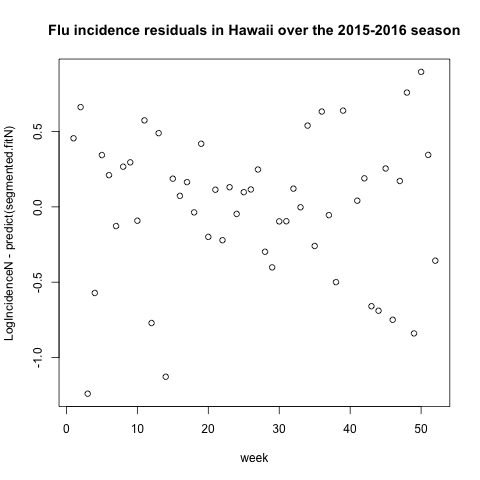 Flu incidence residuals in Hawaii over the 2015-2016 season
LogIncidenceN - predict(segmented.fitN)
0.5
0.0
-0.5
-1.0
0 10 20 30 40 50
week